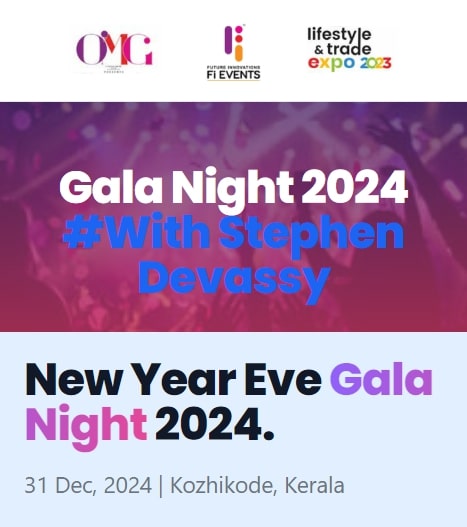 OMG
PRESENTS
FUTURE INNOVATIONS
Fi EVENTS
lifestyle
& trade
expo 2023
Gala Night 2024
#With Stephen
Devassy
New Year Eve Gala
Night 2024.
31 Dec, 2024 | Kozhikode, Kerala